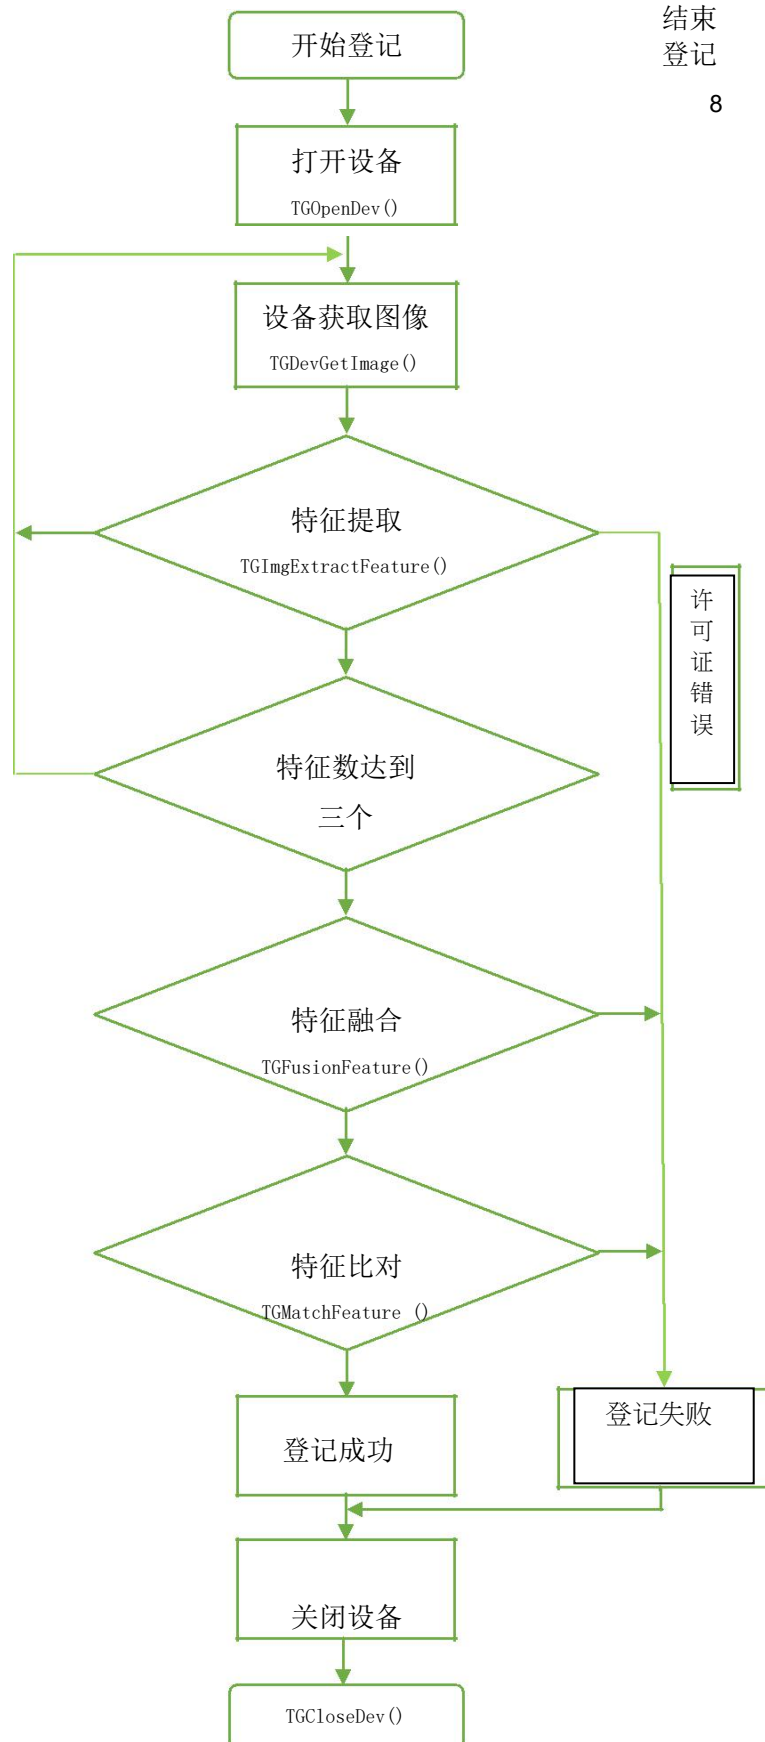 开始登记
结束
登记
8
打开设备
TGOpenDev()
设备获取图像
TGDevGetImage()
特征提取
TGImgExtractFeature()
许
可
证
错
误
特征数达到
三个
特征融合
TGFusionFeature()
特征比对
TGMatchFeature ()
登记失败
登记成功
关闭设备
TGCloseDev()